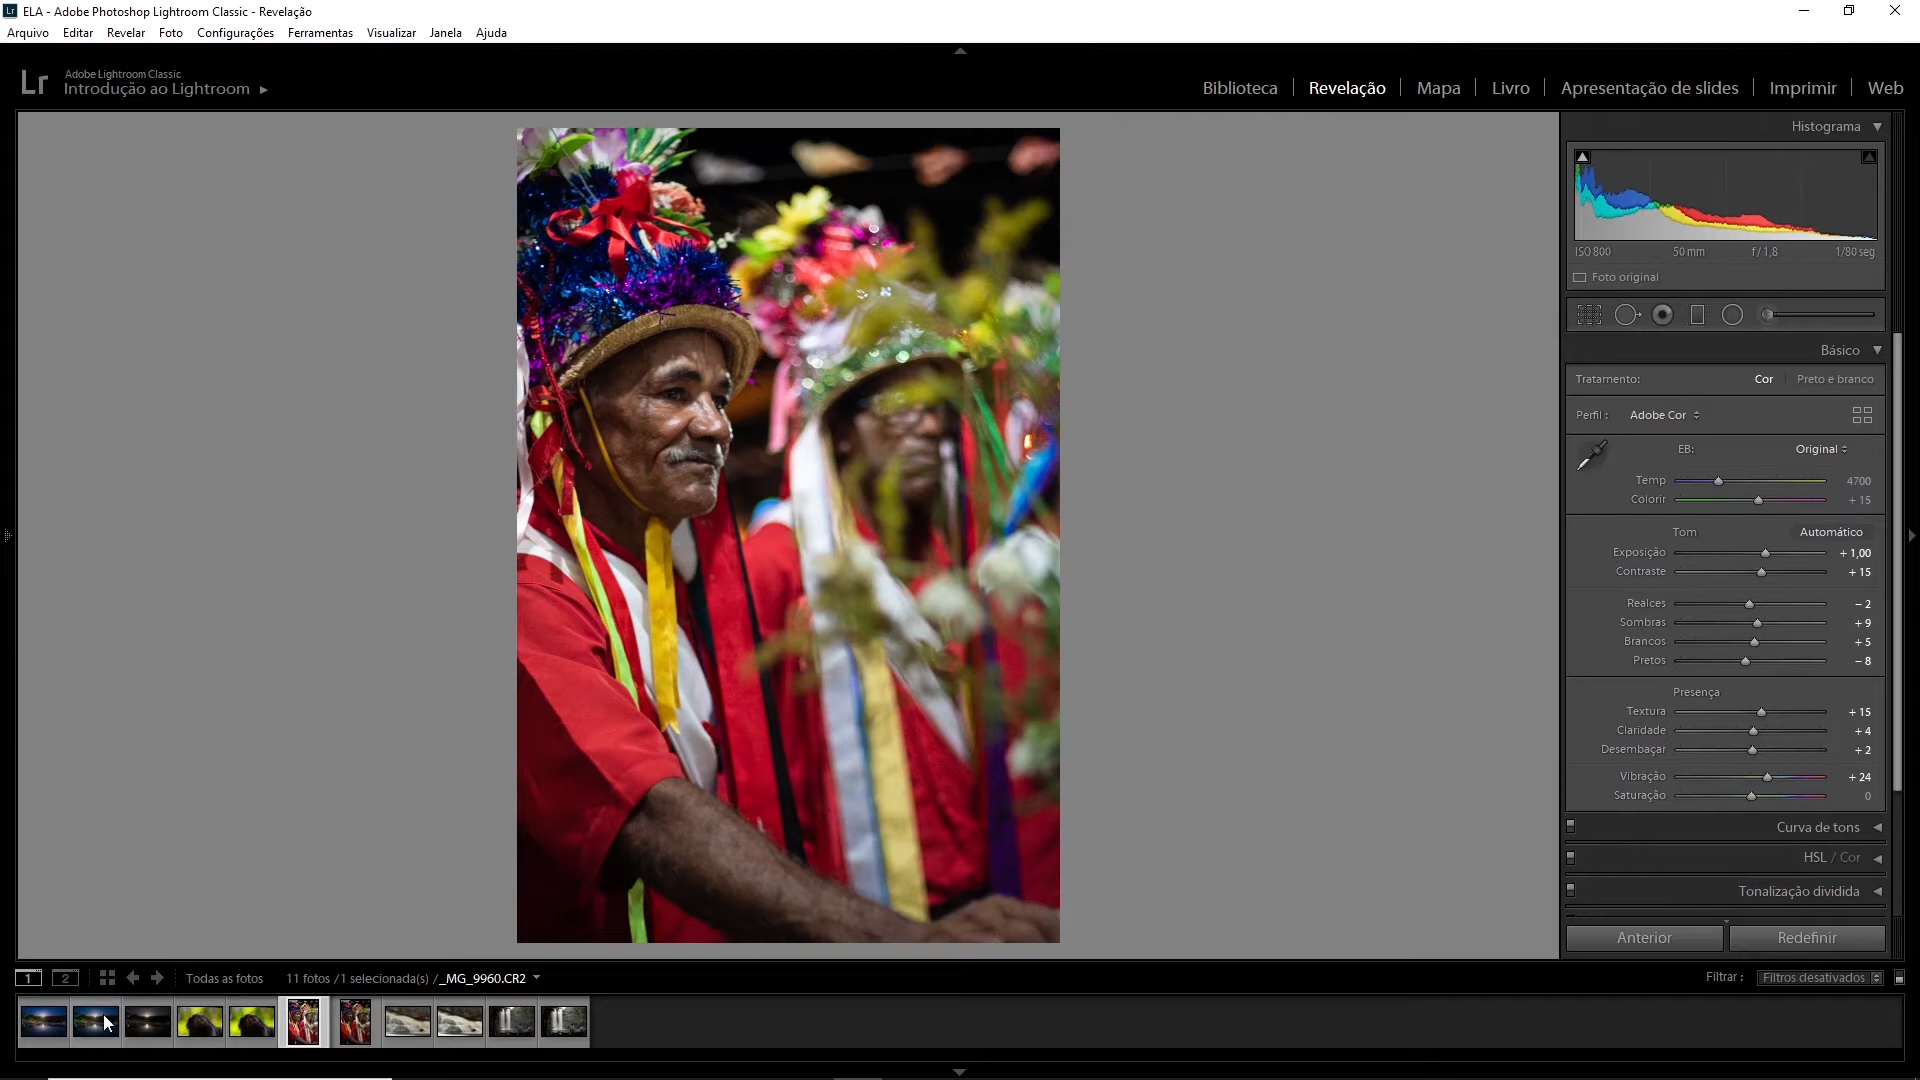 Lr ELA - Adobe Photoshop Lightroom Classic - Revelação
Arquivo Editar Revelar Foto Configurações Ferramentas Visualizar Janela Ajuda
Lr
Adobe Lightroom Classic
Introdução ao Lightroom
Biblioteca Revelação Mapa Livro Apresentação de slides Imprimir Web
Histograma
ISO 800 50 mm f / 1,8 1/80 seg
Foto original
Básico
Tratamento: Cor Preto e branco
Perfil : Adobe Cor
EB: Original
Temp 4700
Colorir + 15
Tom Automático
Exposição + 1,00
Contraste + 15
Realces – 2
Sombras + 9
Brancos + 5
Pretos – 8
Presença
Textura + 15
Claridade + 4
Desembaçar + 2
Vibração + 24
Saturação 0
Curva de tons
HSL / Cor
Tonalização dividida
Anterior Redefinir
1 2 Todas as fotos 11 fotos /1 selecionada(s) /_MG_9960.CR2 Filtrar : Filtros desativados